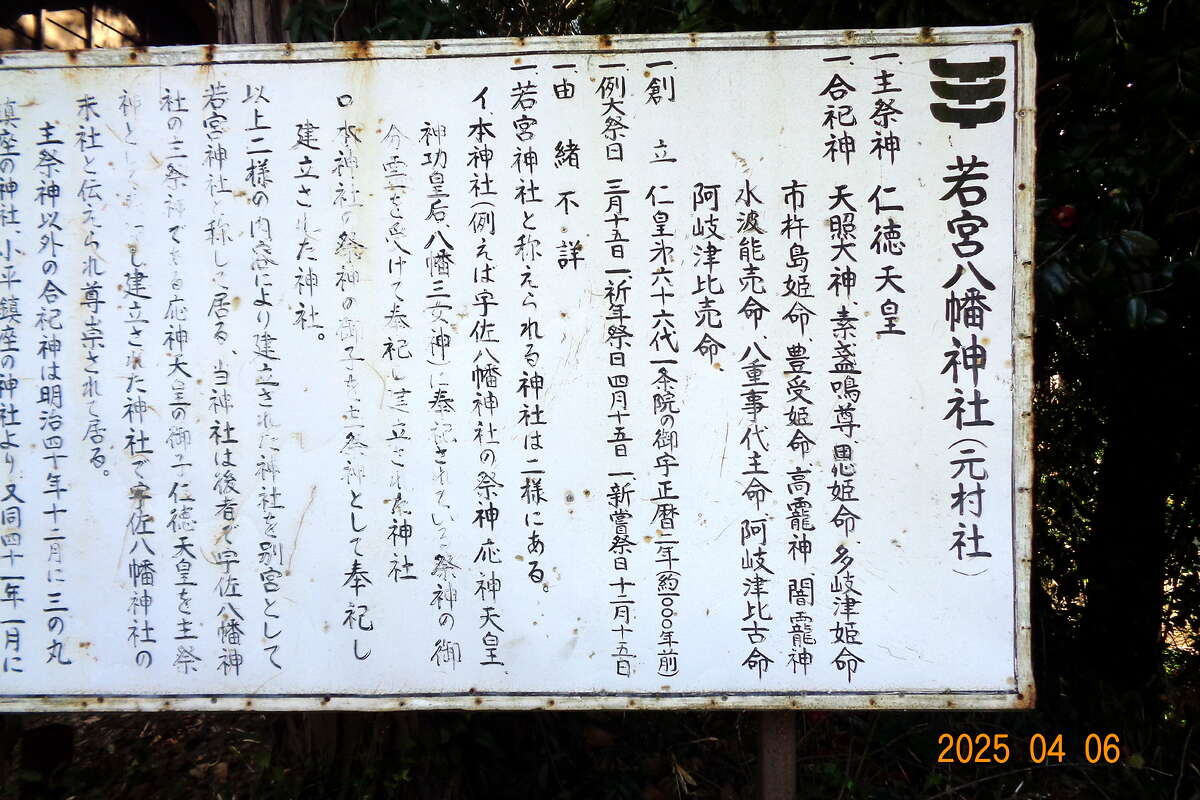 若宮八幡神社(元村社)
一、主祭神 仁徳天皇
一、合祀神 天照大神、素盞鳴尊、思姫命、多岐津姫命
市杵島姫命、豊受姫命、高靇神、闇靇神
水波能売命、八重事代主命、阿岐津比古命
阿岐津比売命、
一、創 立 仁皇㐧六十六代一条院の御宇正暦二年(約一〇〇〇年前)
一、例大祭日 三月十五日 一、祈年祭日四月十五日 一、新嘗祭日十二月十五日
一、由 緒 不 詳
一、若宮神社と称えられる神社は二様にある。
イ、本神社(例えは宇佐八幡神社の祭神、応神天皇、
神功皇后、八幡三女神)に奉祀されている祭神の御
分霊を受けて奉祀し建立された神社
ロ、本神社の祭神の御子を主祭神として奉祀し
建立された神社。
以上二様の内容により建立された神社を別宮として
若宮神社と称して居る、当神社は後者で宇佐八幡神
社の主祭神である応神天皇の御子、仁徳天皇を主祭
神として し建立された神社で、宇佐八幡神社の
末社と伝えられ尊崇されて居る。
主祭神以外の合祀神は明治四十年十二月に三の丸
鎮座の神社、小平鎮座の神社より、又同四十一年一月に
2025 04 06